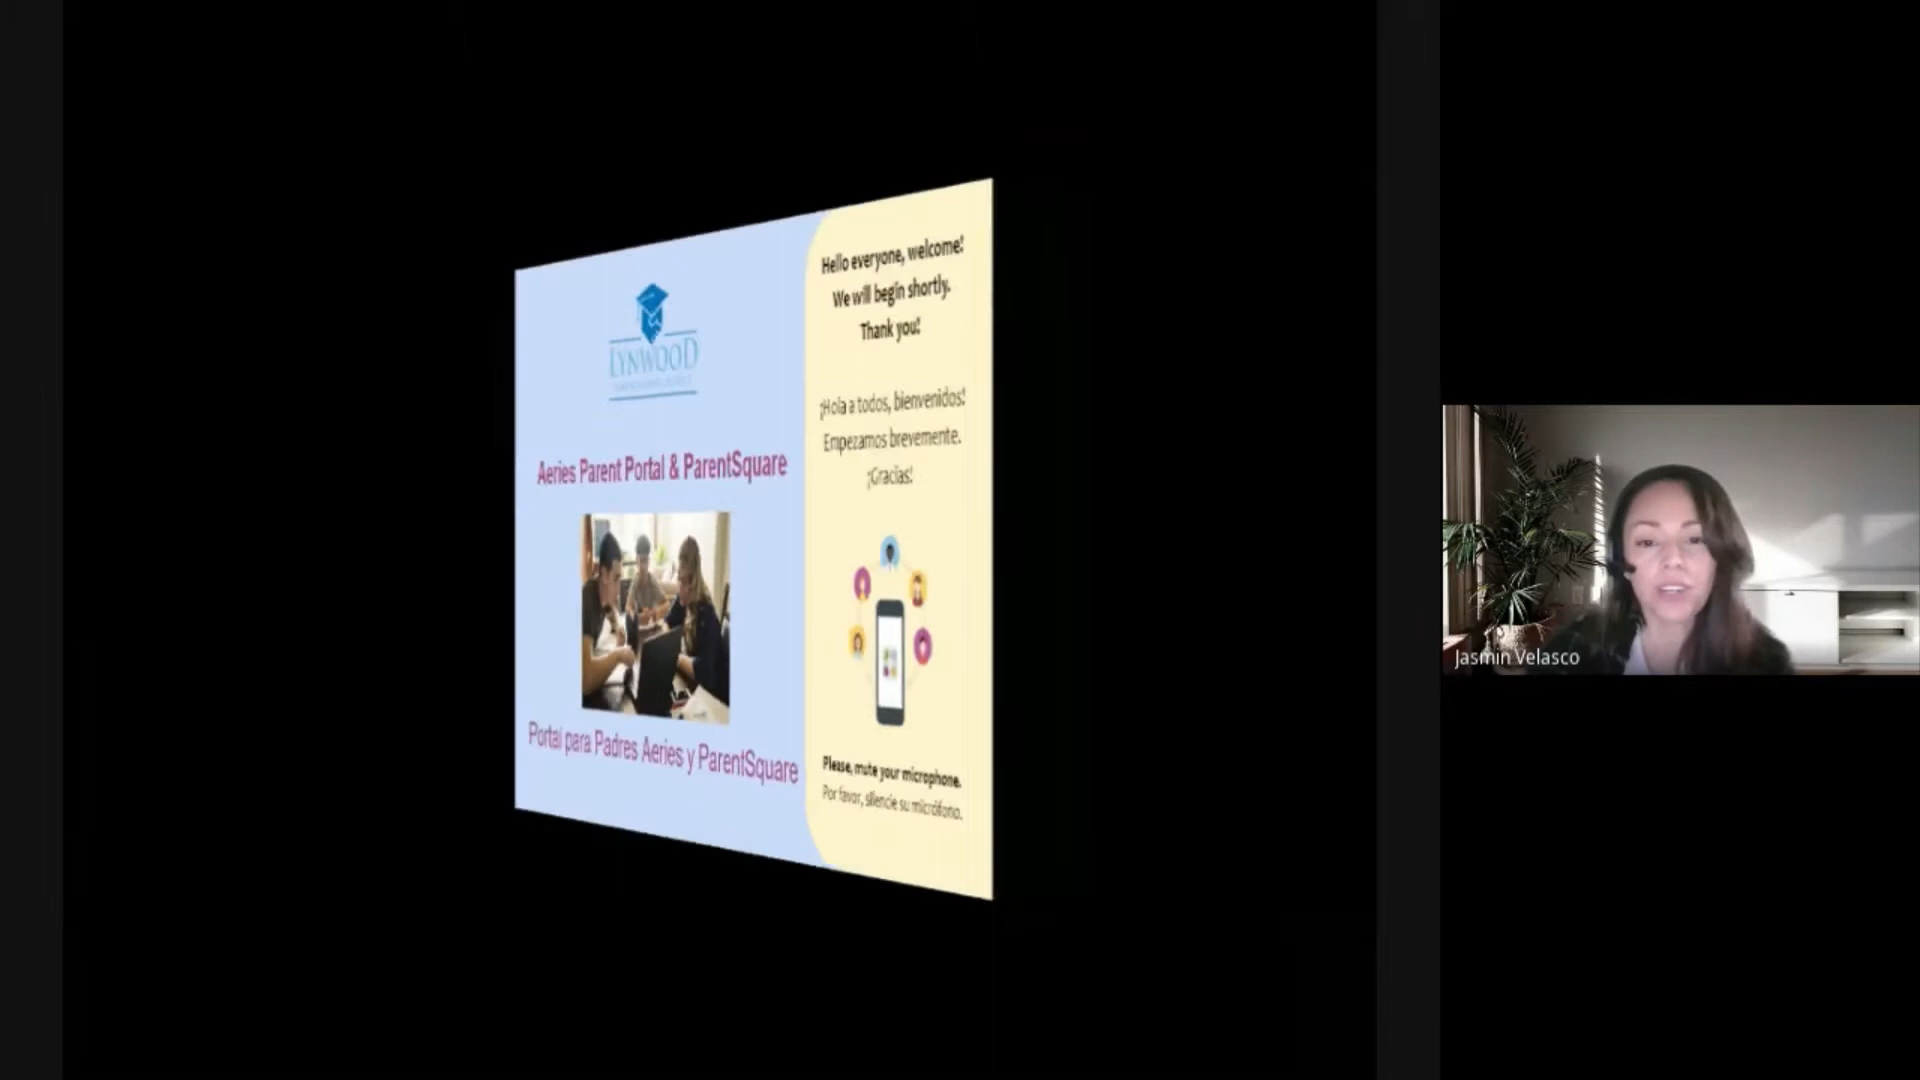 LYNWOOD
Aeries Parent Portal & ParentSquare
Portal para Padres Aeries y ParentSquare
Hello everyone, welcome!
We will begin shortly.
Thank you!
¡Hola a todos, bienvenidos!
Empezamos brevemente.
¡Gracias!
Please, mute your microphone.
Por favor, silencie su micrófono.
Jasmin Velasco